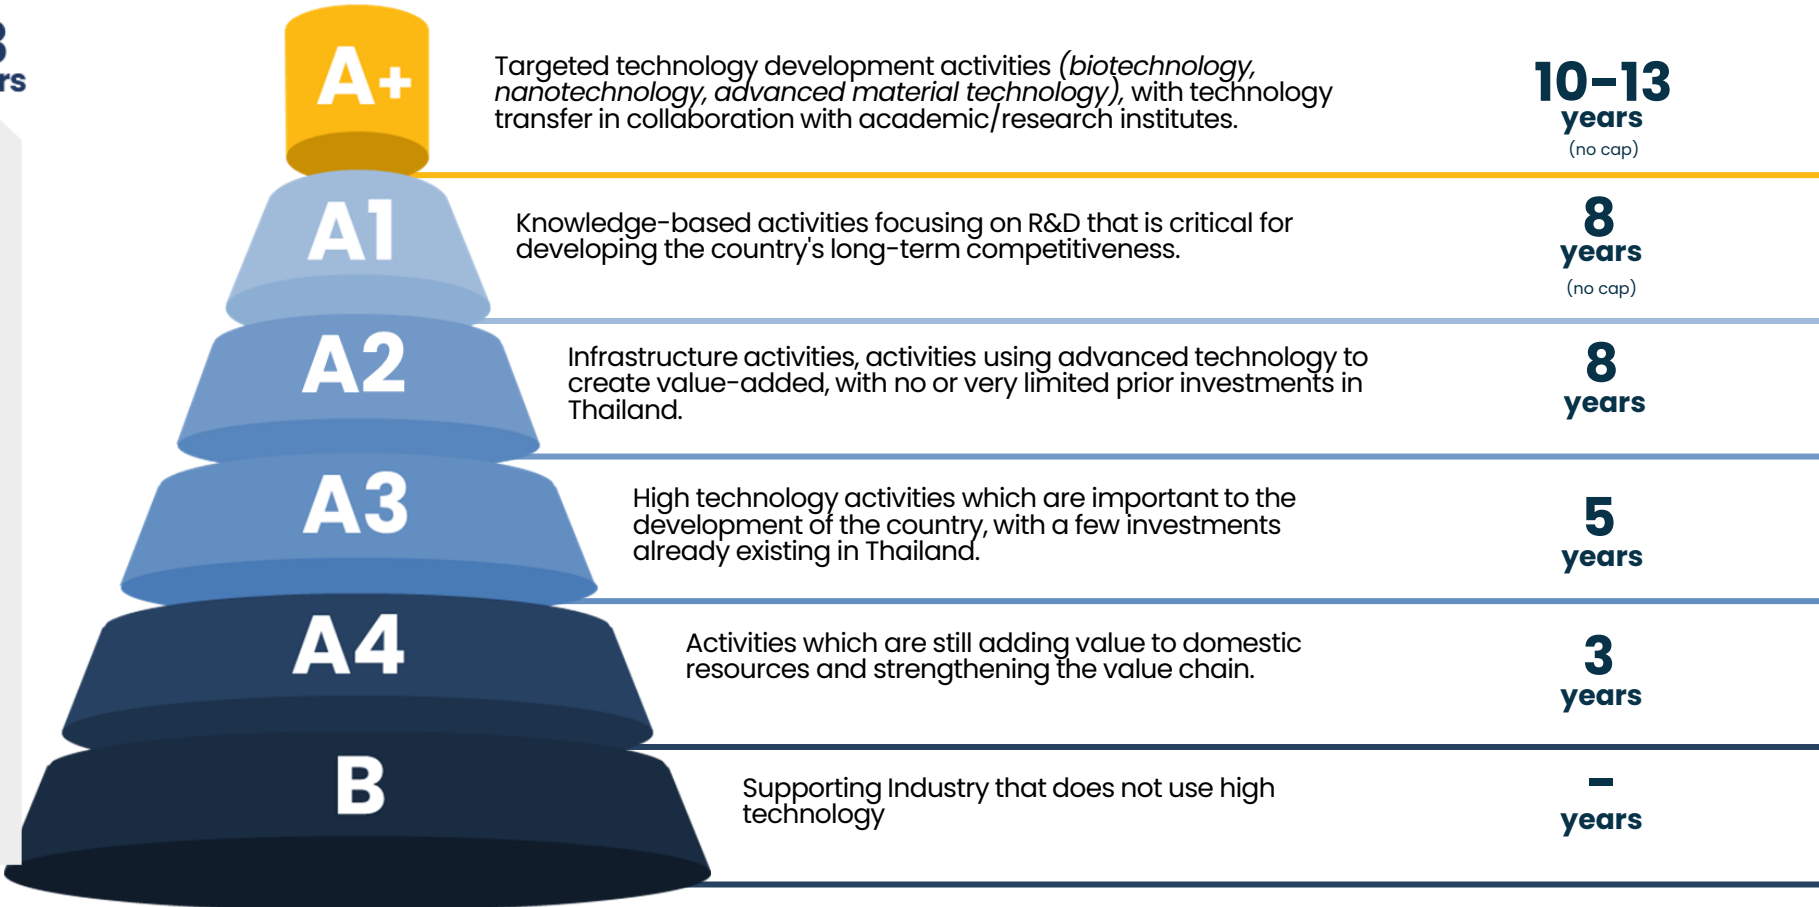 rs
A+
Targeted technology development activities (biotechnology,
nanotechnology, advanced material technology), with technology
transfer in collaboration with academic/research institutes.
10-13
years
(no cap)
A1
Knowledge-based activities focusing on R&D that is critical for
developing the country's long-term competitiveness.
8
years
(no cap)
A2
Infrastructure activities, activities using advanced technology to
create value-added, with no or very limited prior investments in
Thailand.
8
years
A3
High technology activities which are important to the
development of the country, with a few investments
already existing in Thailand.
5
years
A4
Activities which are still adding value to domestic
resources and strengthening the value chain.
3
years
B
Supporting Industry that does not use high
technology
-
years